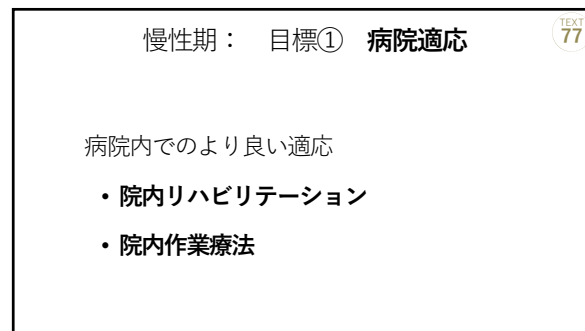 慢性期： 目標① 病院適応
TEXT
77
病院内でのより良い適応
・院内リハビリテーション
・院内作業療法